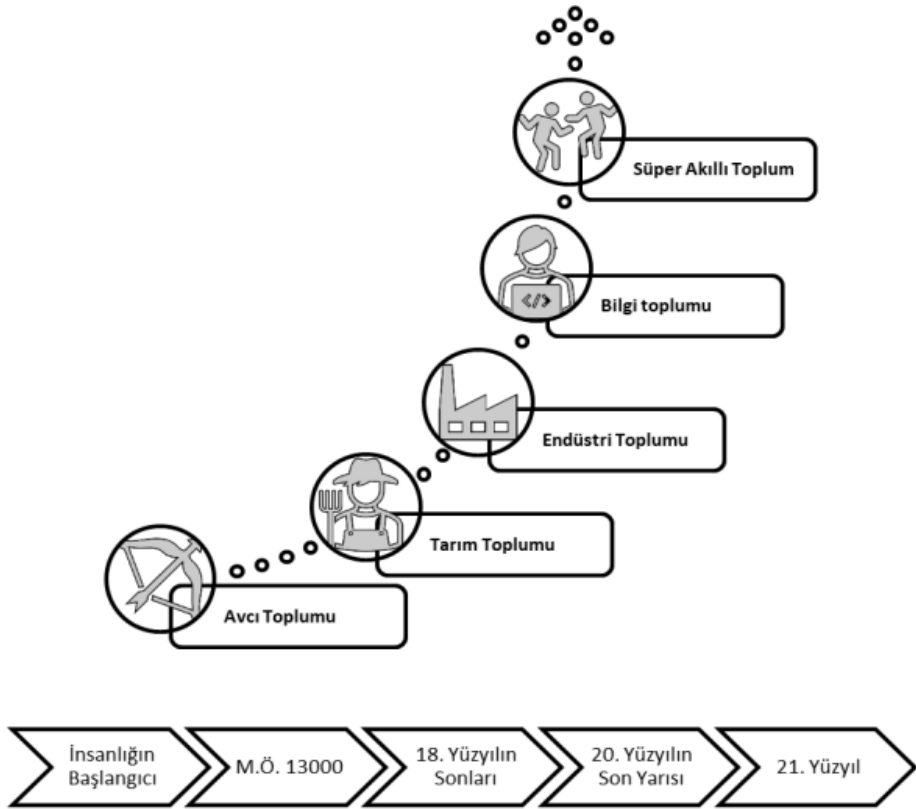 Süper Akıllı Toplum
</>
Bilgi toplumu
Endüstri Toplumu
Tarım Toplumu
Avcı Toplumu
İnsanlığın
Başlangıcı
M.Ö. 13000
18. Yüzyılın
Sonları
20. Yüzyılın
Son Yarısı
21. Yüzyıl